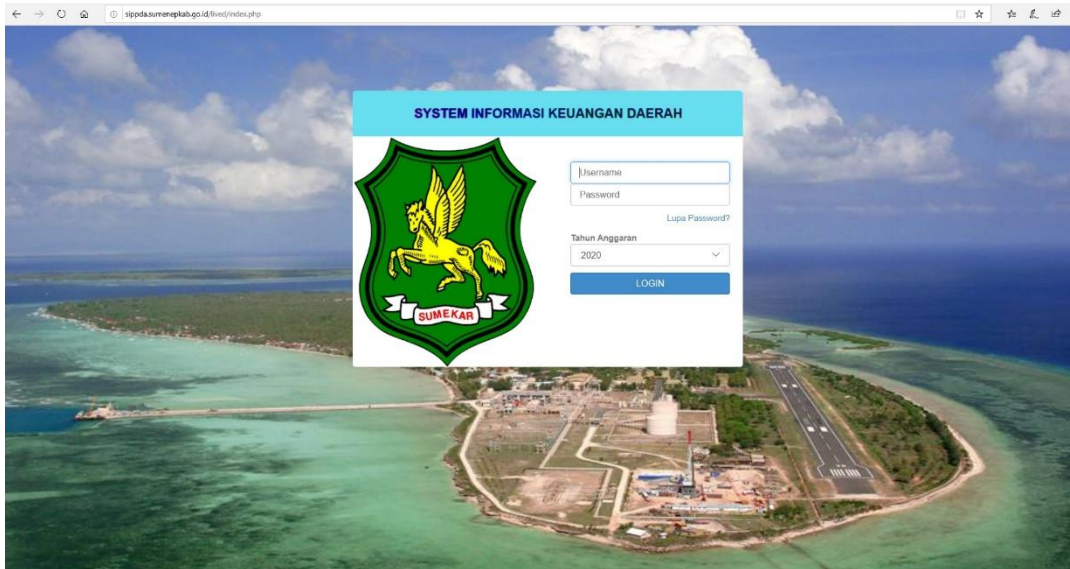 sippda.sumenepkab.go.id/lived/index.php
SYSTEM INFORMASI KEUANGAN DAERAH
Username
Password
Lupa Password?
Tahun Anggaran
2020
LOGIN
SUMEKAR